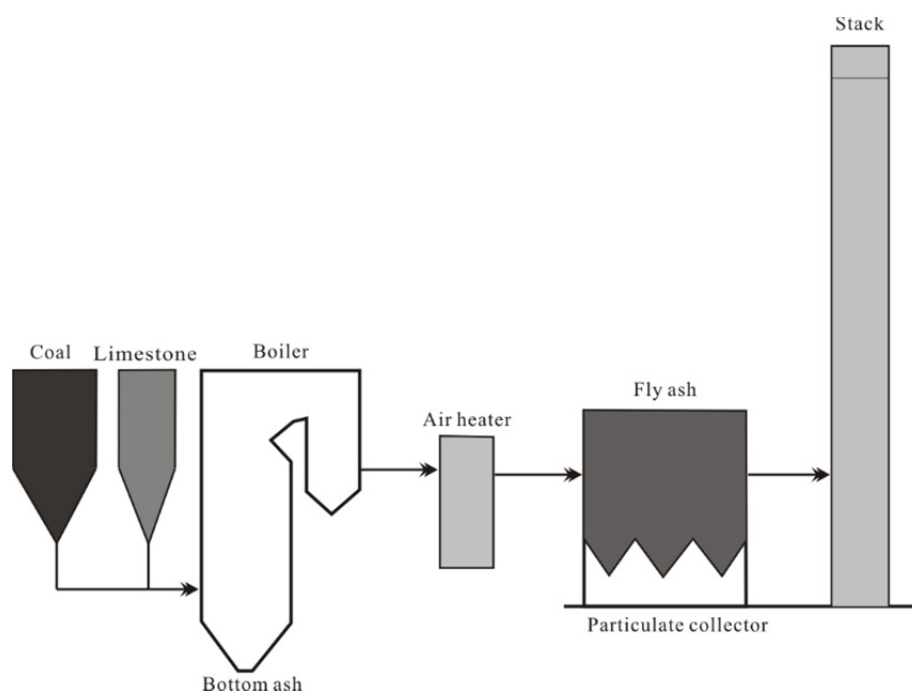 Stack
Coal
Limestone
Boiler
Air heater
Fly ash
Particulate collector
Bottom ash